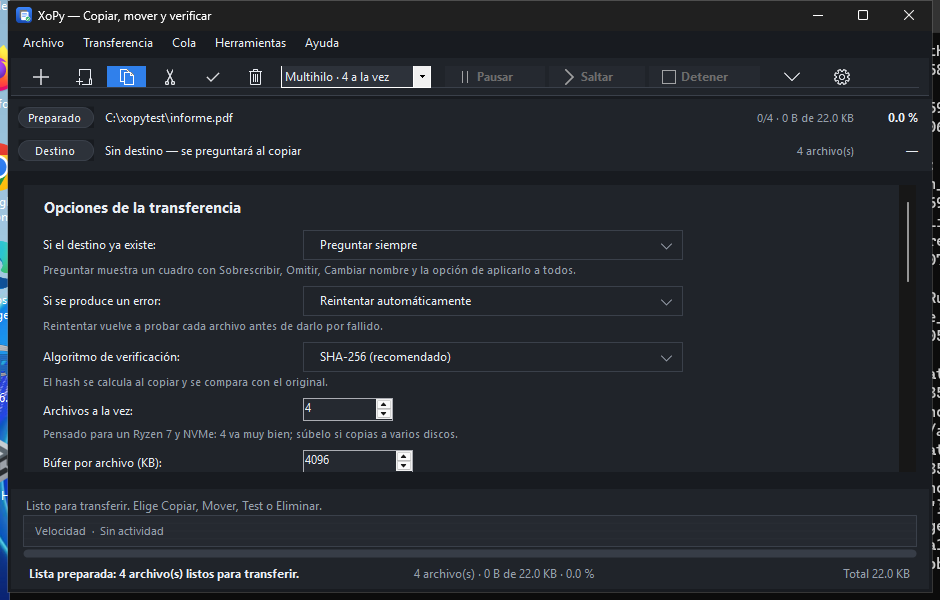 XoPy — Copiar, mover y verificar
Archivo Transferencia Cola Herramientas Ayuda
Multihilo · 4 a la vez Pausar Saltar Detener
Preparado C:\xopytest\informe.pdf 0/4 · 0 B de 22.0 KB 0.0 %
Destino Sin destino — se preguntará al copiar 4 archivo(s) —
Opciones de la transferencia
Si el destino ya existe: Preguntar siempre
Preguntar muestra un cuadro con Sobrescribir, Omitir, Cambiar nombre y la opción de aplicarlo a todos.
Si se produce un error: Reintentar automáticamente
Reintentar vuelve a probar cada archivo antes de darlo por fallido.
Algoritmo de verificación: SHA-256 (recomendado)
El hash se calcula al copiar y se compara con el original.
Archivos a la vez: 4
Pensado para un Ryzen 7 y NVMe: 4 va muy bien; súbelo si copias a varios discos.
Búfer por archivo (KB): 4096
Listo para transferir. Elige Copiar, Mover, Test o Eliminar.
Velocidad · Sin actividad
Lista preparada: 4 archivo(s) listos para transferir. 4 archivo(s) · 0 B de 22.0 KB · 0.0 % Total 22.0 KB